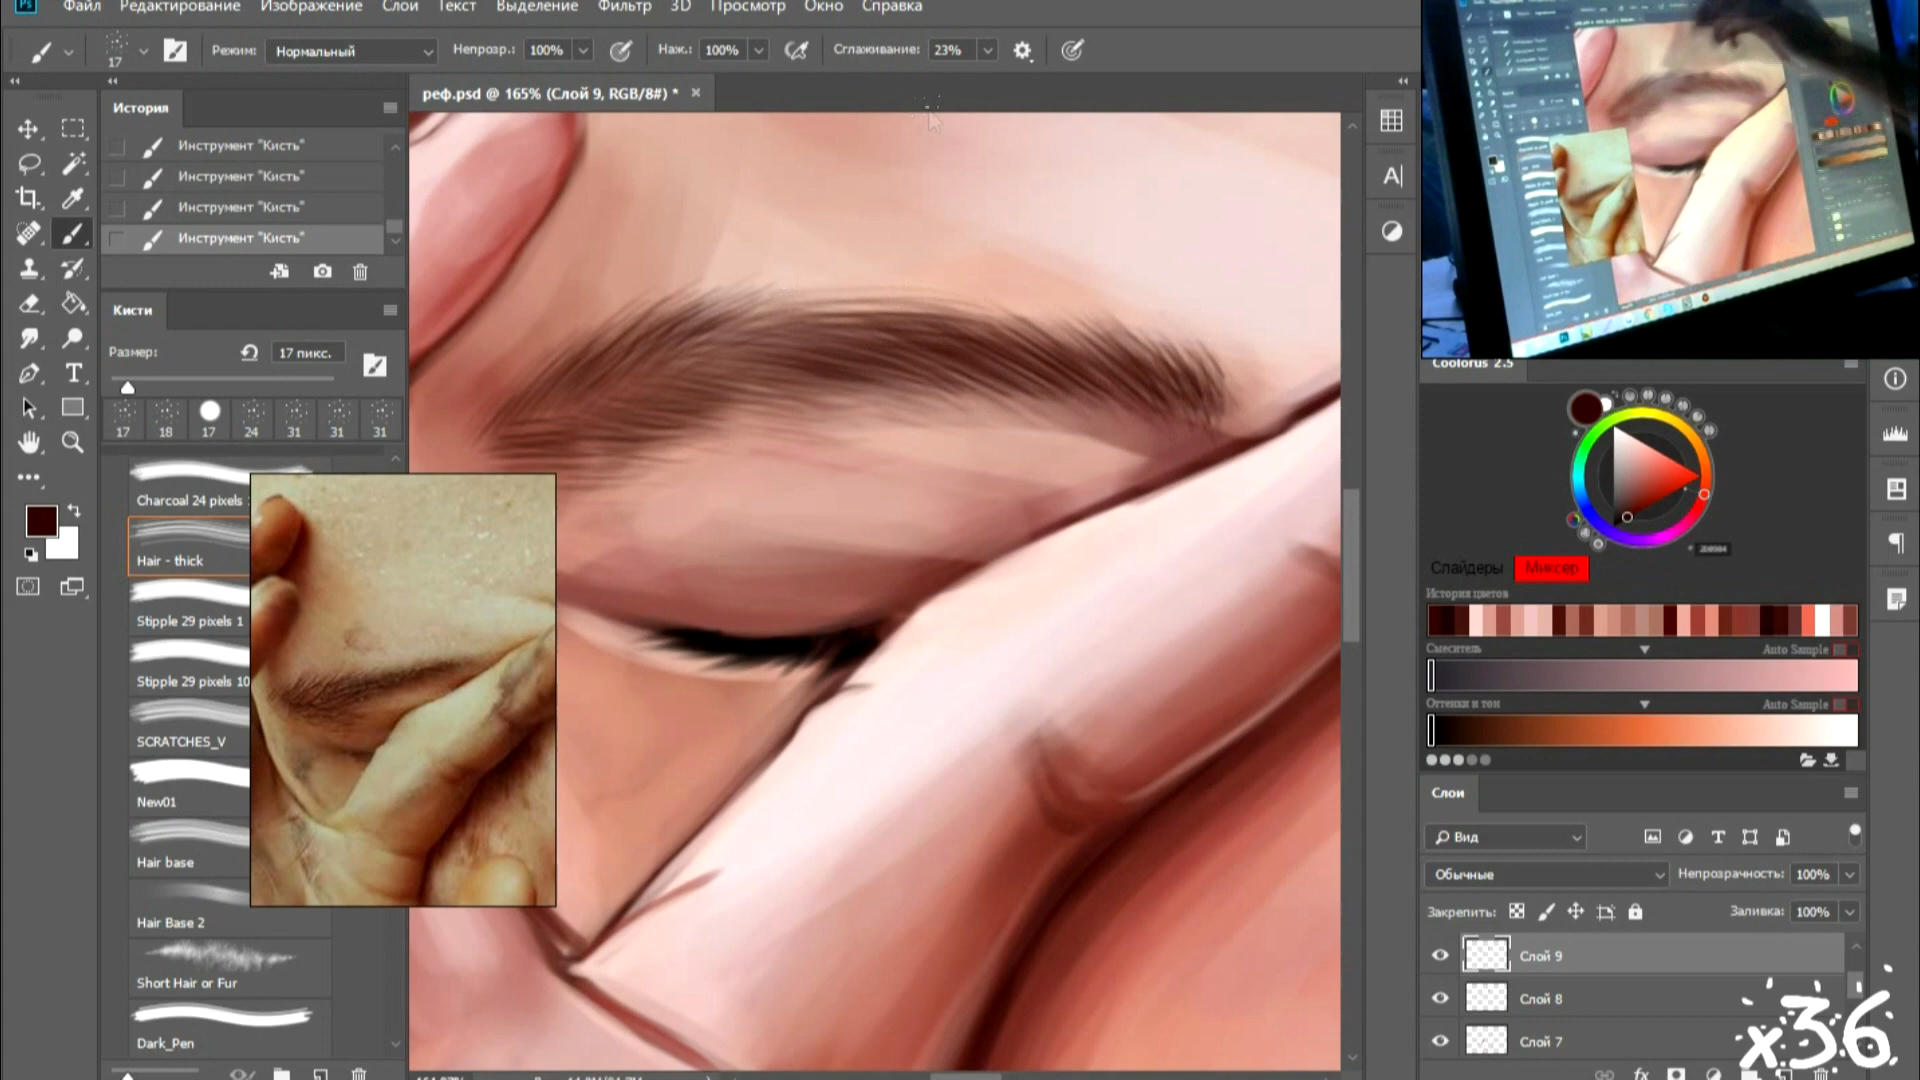 Ps Файл Редактирование Изображение Слои Текст Выделение Фильтр 3D Просмотр Окно Справка
17 Режим: Нормальный Непрозр.: 100% Наж.: 100% Сглаживание: 23%
реф.psd @ 165% (Слой 9, RGB/8#) * ×
История
Инструмент "Кисть"
Инструмент "Кисть"
Инструмент "Кисть"
Инструмент "Кисть"
Кисти
Размер: 17 пикс.
17 18 17 24 31 31 31
Charcoal 24 pixels
Hair - thick
Stipple 29 pixels 1
Stipple 29 pixels 10
SCRATCHES_V
New01
Hair base
Hair Base 2
Short Hair or Fur
Dark_Pen
Coolorus 2.5
Слайдеры Миксер
История цветов
Смеситель Auto Sample
Оттенки и тон Auto Sample
Слои
Вид
Обычные Непрозрачность: 100%
Закрепить: Заливка: 100%
Слой 9
Слой 8
Слой 7
fx
x36